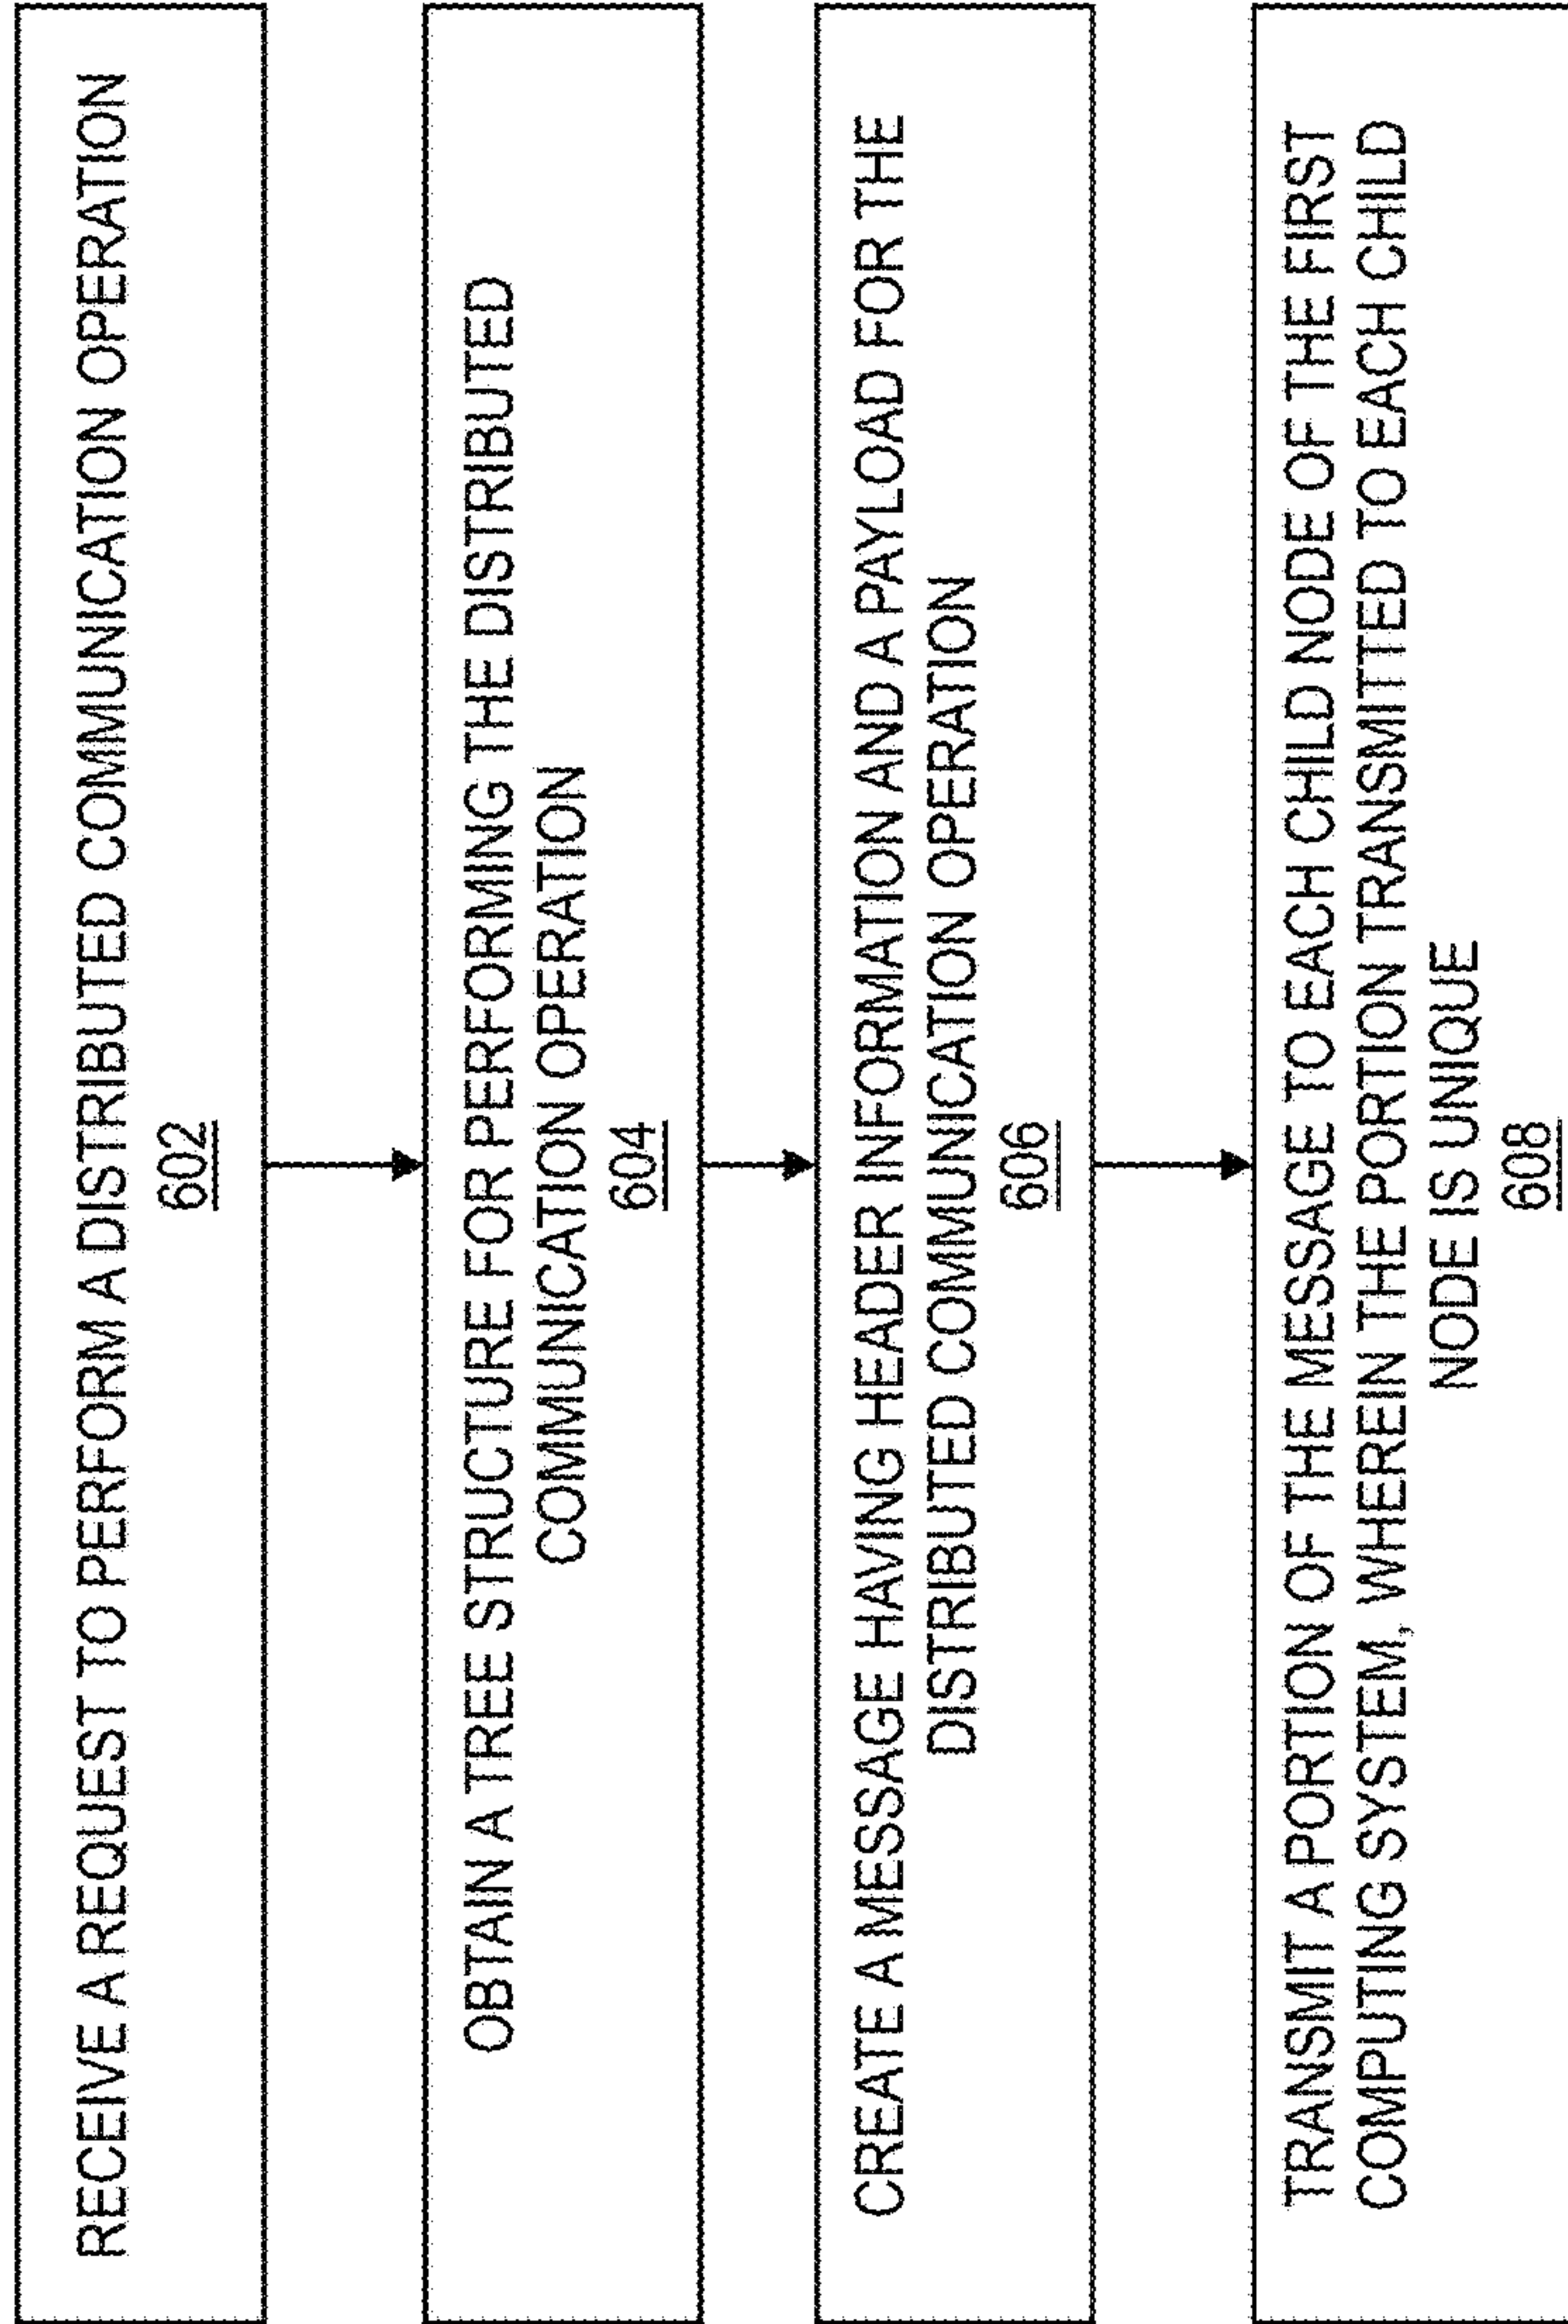 RECEIVE A REQUEST TO PERFORM A DISTRIBUTED COMMUNICATION OPERATION
602
OBTAIN A TREE STRUCTURE FOR PERFORMING THE DISTRIBUTED
COMMUNICATION OPERATION
604
CREATE A MESSAGE HAVING HEADER INFORMATION AND A PAYLOAD FOR THE
DISTRIBUTED COMMUNICATION OPERATION
606
TRANSMIT A PORTION OF THE MESSAGE TO EACH CHILD NODE OF THE FIRST
COMPUTING SYSTEM, WHEREIN THE PORTION TRANSMITTED TO EACH CHILD
NODE IS UNIQUE
608